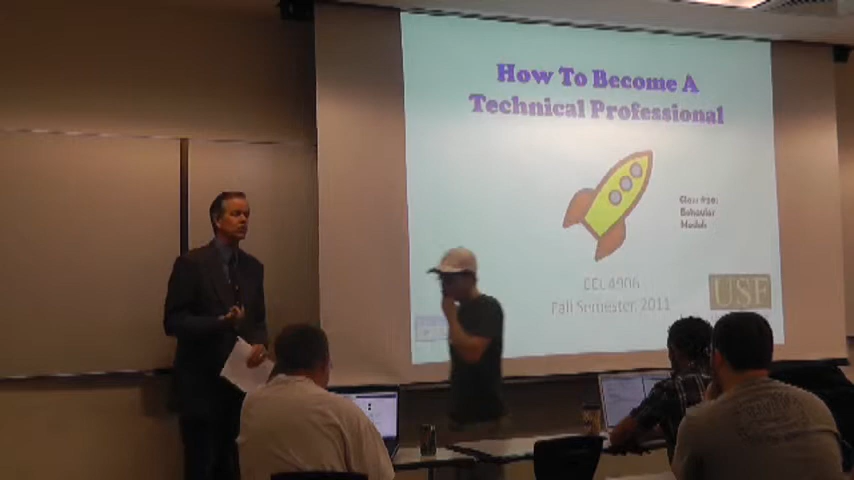 How To Become A
Technical Professional
Class #20:
Behavior
Models
EEL 4906
Fall Semester, 2011
USF